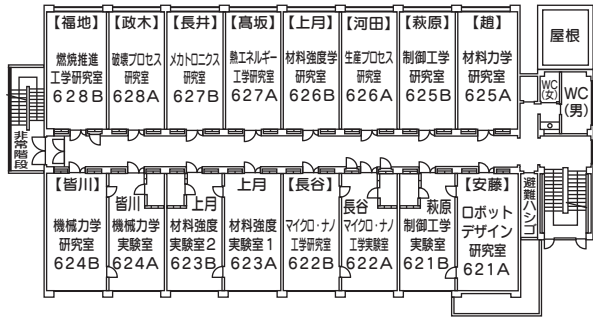 【福地】
燃焼推進
工学研究室
628B
【政木】
破壊プロセス
研究室
628A
【長井】
メカトロニクス
研究室
627B
【髙坂】
熱エネルギー
工学研究室
627A
【上月】
材料強度学
研究室
626B
【河田】
生産プロセス
研究室
626A
【萩原】
制御工学
研究室
625B
【趙】
材料力学
研究室
625A
屋根
WC
(女)
WC
(男)
非常階段
【皆川】
機械力学
研究室
624B
皆川
機械力学
実験室
624A
上月
材料強度
実験室2
623B
上月
材料強度
実験室1
623A
【長谷】
マイクロ・ナノ
工学研究室
622B
長谷
マイクロ・ナノ
工学実験室
622A
萩原
制御工学
実験室
621B
【安藤】
ロボット
デザイン
研究室
621A
避難ハシゴ